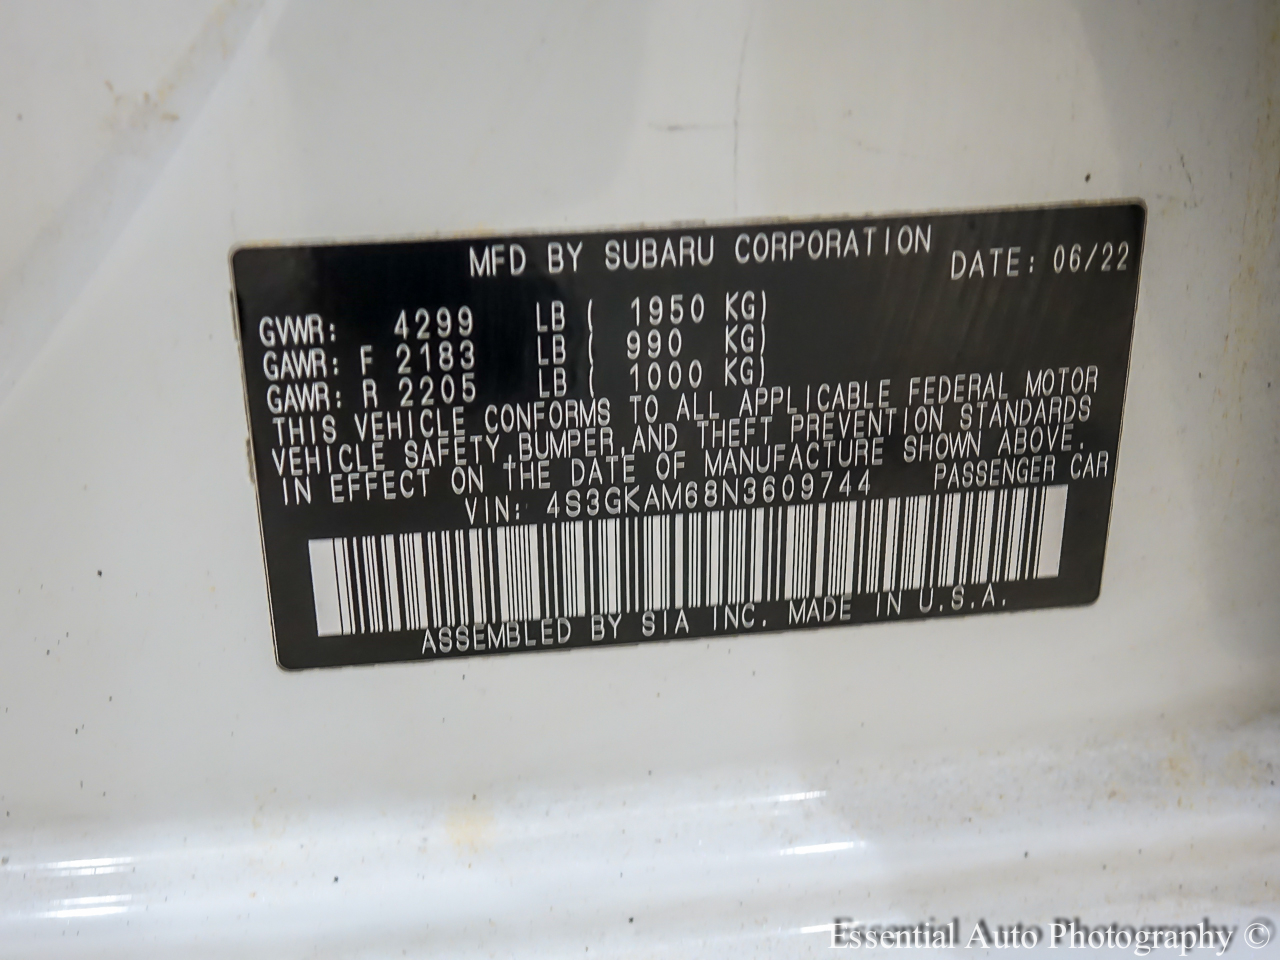 MFD BY SUBARU CORPORATION DATE: 06/22
GVWR: 4299 LB ( 1950 KG)
GAWR: F 2183 LB ( 990 KG)
GAWR: R 2205 LB ( 1000 KG)
THIS VEHICLE CONFORMS TO ALL APPLICABLE FEDERAL MOTOR
VEHICLE SAFETY, BUMPER, AND THEFT PREVENTION STANDARDS
IN EFFECT ON THE DATE OF MANUFACTURE SHOWN ABOVE.
VIN: 4S3GKAM68N3609744 PASSENGER CAR
ASSEMBLED BY SIA INC. MADE IN U.S.A.
Essential Auto Photography ©